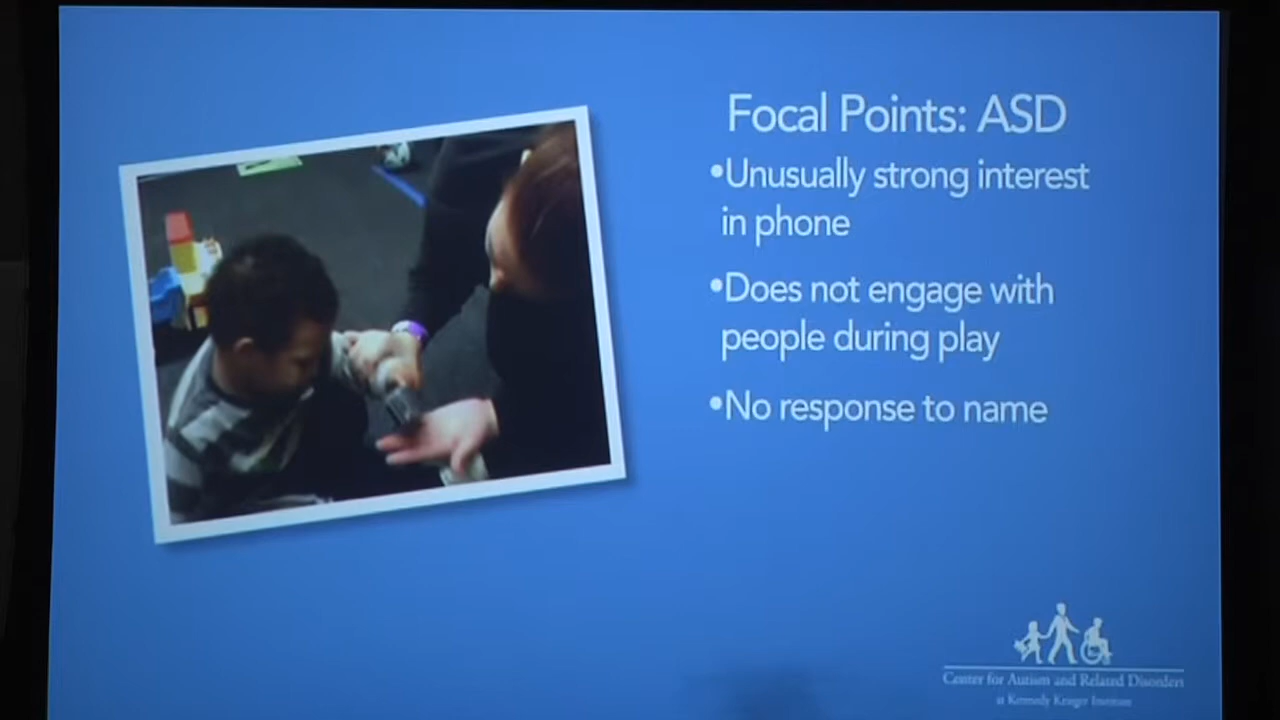 Focal Points: ASD
•Unusually strong interest
in phone
•Does not engage with
people during play
•No response to name
Center for Autism and Related Disorders
at Kennedy Krieger Institute